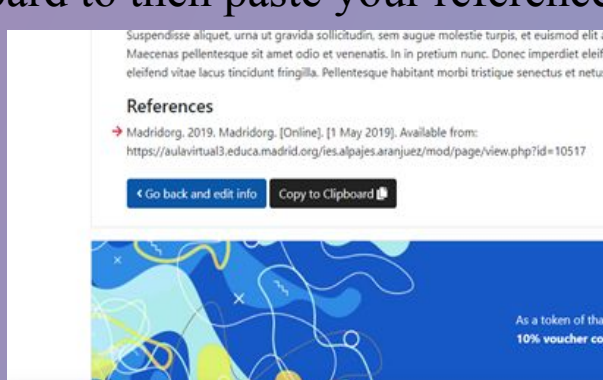 ard to then paste your reference
Suspendisse aliquet, urna ut gravida sollicitudin, sem augue molestie turpis, et euismod elit a
Maecenas pellentesque sit amet odio et venenatis. In in pretium nunc. Donec imperdiet eleif
eleifend vitae lacus tincidunt fringilla. Pellentesque habitant morbi tristique senectus et netus
References
Madridorg. 2019. Madridorg. [Online]. [1 May 2019]. Available from:
https://aulavirtual3.educa.madrid.org/ies.alpajes.aranjuez/mod/page/view.php?id=10517
Go back and edit info Copy to Clipboard
As a token of tha
10% voucher co